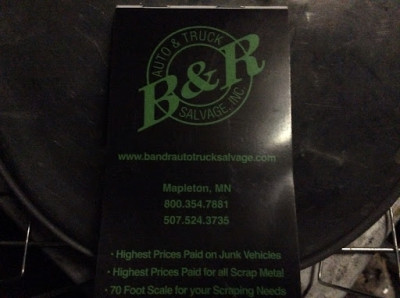 AUTO & TRUCK
B&R
SALVAGE, INC.
www.bandrautotrucksalvage.com
Mapleton, MN
800.354.7881
507.524.3735
• Highest Prices Paid on Junk Vehicles
• Highest Prices Paid for all Scrap Metal
• 70 Foot Scale for your Scraping Needs